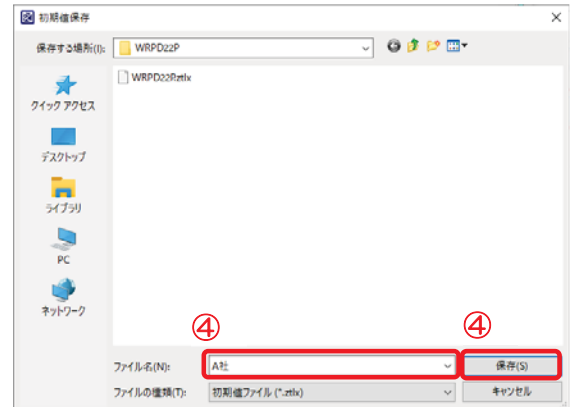 初期値保存
保存する場所(I):
WRPD22P
WRPD22P.ztlx
クイック アクセス
デスクトップ
ライブラリ
PC
ネットワーク
④
④
ファイル名(N):
A社
保存(S)
ファイルの種類(T):
初期値ファイル (*.ztlx)
キャンセル